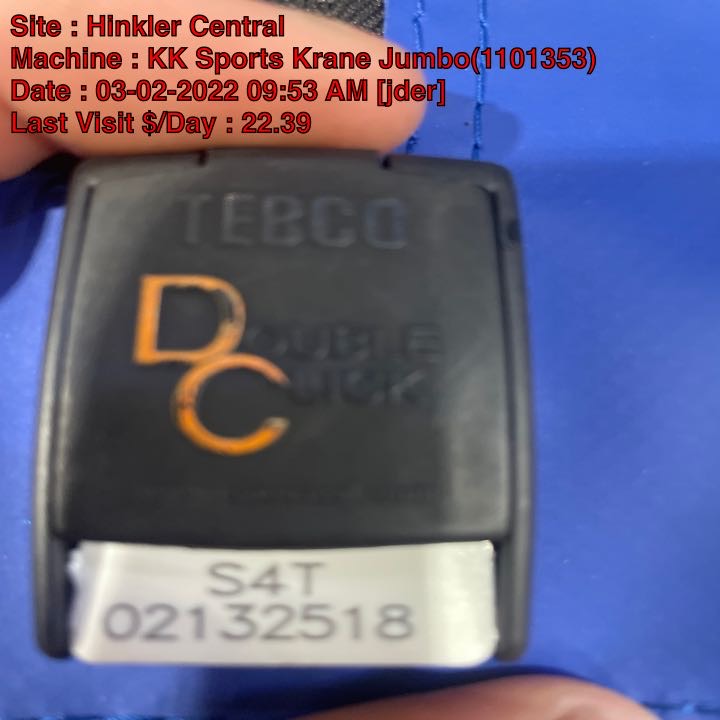 Site : Hinkler Central
Machine : KK Sports Krane Jumbo(1101353)
Date : 03-02-2022 09:53 AM [jder]
Last Visit $/Day : 22.39
TEBCO
DOUBLE
CLICK
S4T
02132518